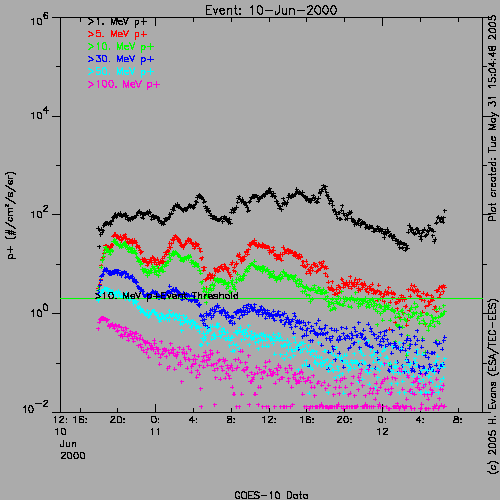 Event: 10-Jun-2000
10^6
>1. MeV p+
>5. MeV p+
>10. MeV p+
>30. MeV p+
>100. MeV p+
10^4
10^2
p+ (#/cm²/s/sr)
>10. MeV p+ Event Threshold
10^0
10^-2
12: 16: 20: 0: 4: 8: 12: 16: 20: 0: 4: 8:
10 11 12
Jun
2000
GOES-10 Data
Plot created: Tue May 31 15:04:48 2005
(c) 2005 H. Evans (ESA/TEC-EES)